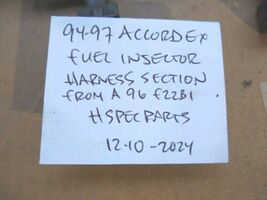 94-97 ACCORD EX
FUEL INJECTOR
HARNESS SECTION
FROM A 96 F22B1
HSPECPARTS
12-10-2024